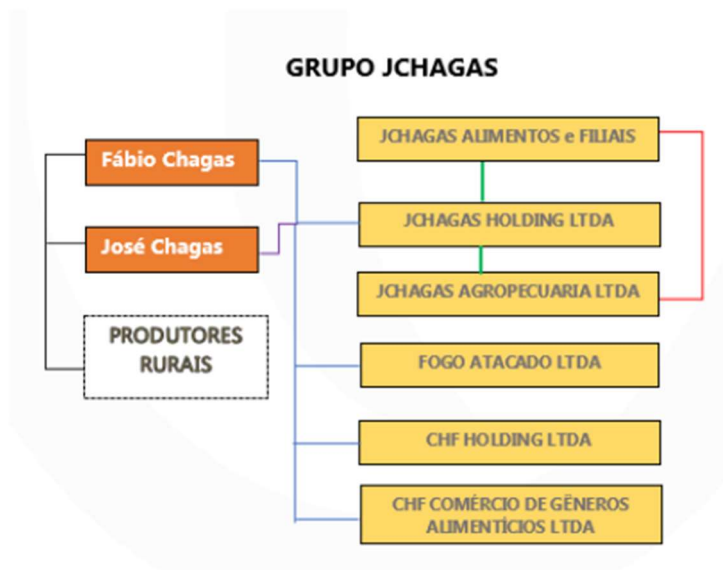 GRUPO JCHAGAS
Fábio Chagas
José Chagas
PRODUTORES
RURAIS
JCHAGAS ALIMENTOS e FILIAIS
JCHAGAS HOLDING LTDA
JCHAGAS AGROPECUARIA LTDA
FOGO ATACADO LTDA
CHF HOLDING LTDA
CHF COMÉRCIO DE GÊNEROS
ALIMENTÍCIOS LTDA